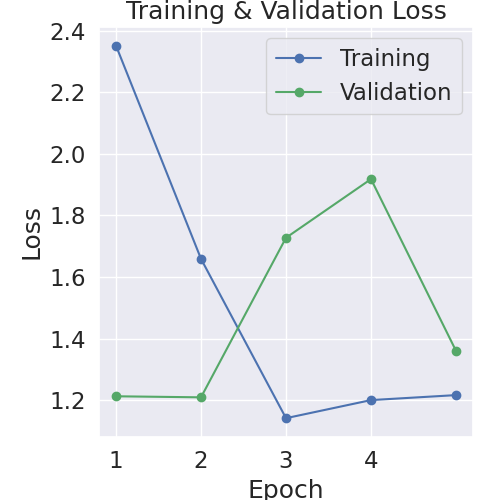 Training & Validation Loss
Training
Validation
Loss
2.4
2.2
2.0
1.8
1.6
1.4
1.2
1 2 3 4
Epoch